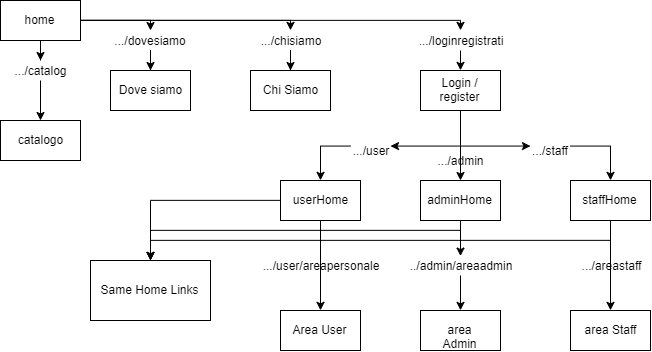 home
.../dovesiamo
.../chisiamo
.../loginregistrati
.../catalog
Dove siamo
Chi Siamo
Login /
register
catalogo
.../user
.../admin
.../staff
userHome
adminHome
staffHome
.../user/areapersonale
../admin/areaadmin
.../areastaff
Same Home Links
Area User
area
Admin
area Staff